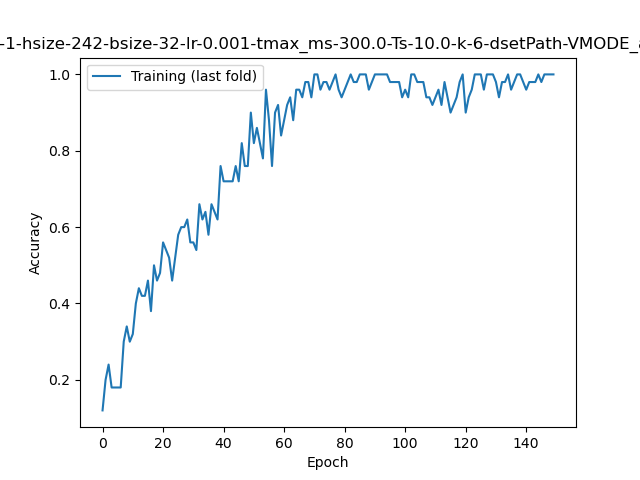 -1-hsize-242-bsize-32-lr-0.001-tmax_ms-300.0-Ts-10.0-k-6-dsetPath-VMODE_
Training (last fold)
1.0
0.8
0.6
0.4
0.2
Accuracy
0 20 40 60 80 100 120 140
Epoch